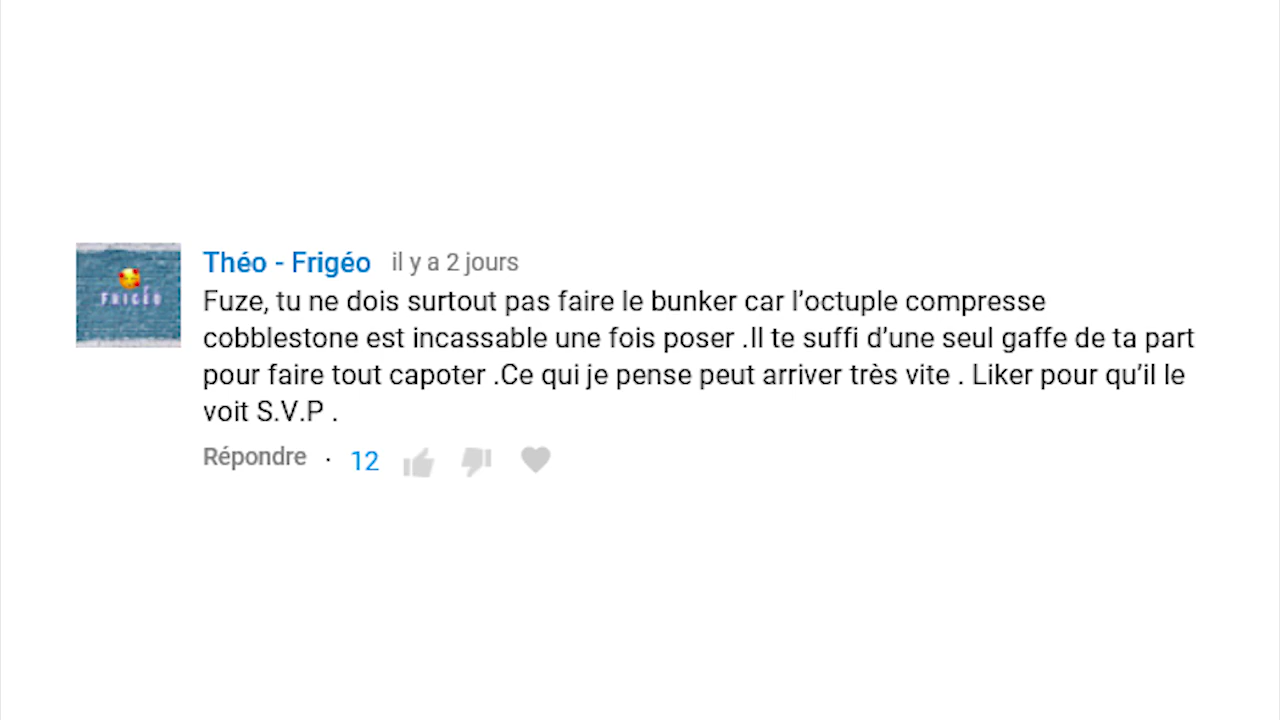 FRIGÉO
Théo - Frigéo il y a 2 jours
Fuze, tu ne dois surtout pas faire le bunker car l’octuple compresse
cobblestone est incassable une fois poser .Il te suffi d’une seul gaffe de ta part
pour faire tout capoter .Ce qui je pense peut arriver très vite . Liker pour qu’il le
voit S.V.P .
Répondre · 12